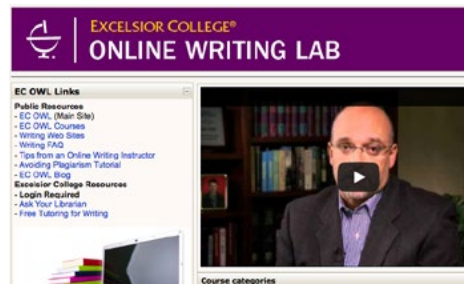 EXCELSIOR COLLEGE®
ONLINE WRITING LAB
EC OWL Links
Public Resources
- EC OWL (Main Site)
- EC OWL Courses
- Writing Web Sites
- Writing FAQ
- Tips from an Online Writing Instructor
- Avoiding Plagiarism Tutorial
- EC OWL Blog
Excelsior College Resources
- Login Required
- Ask Your Librarian
- Free Tutoring for Writing
Course categories